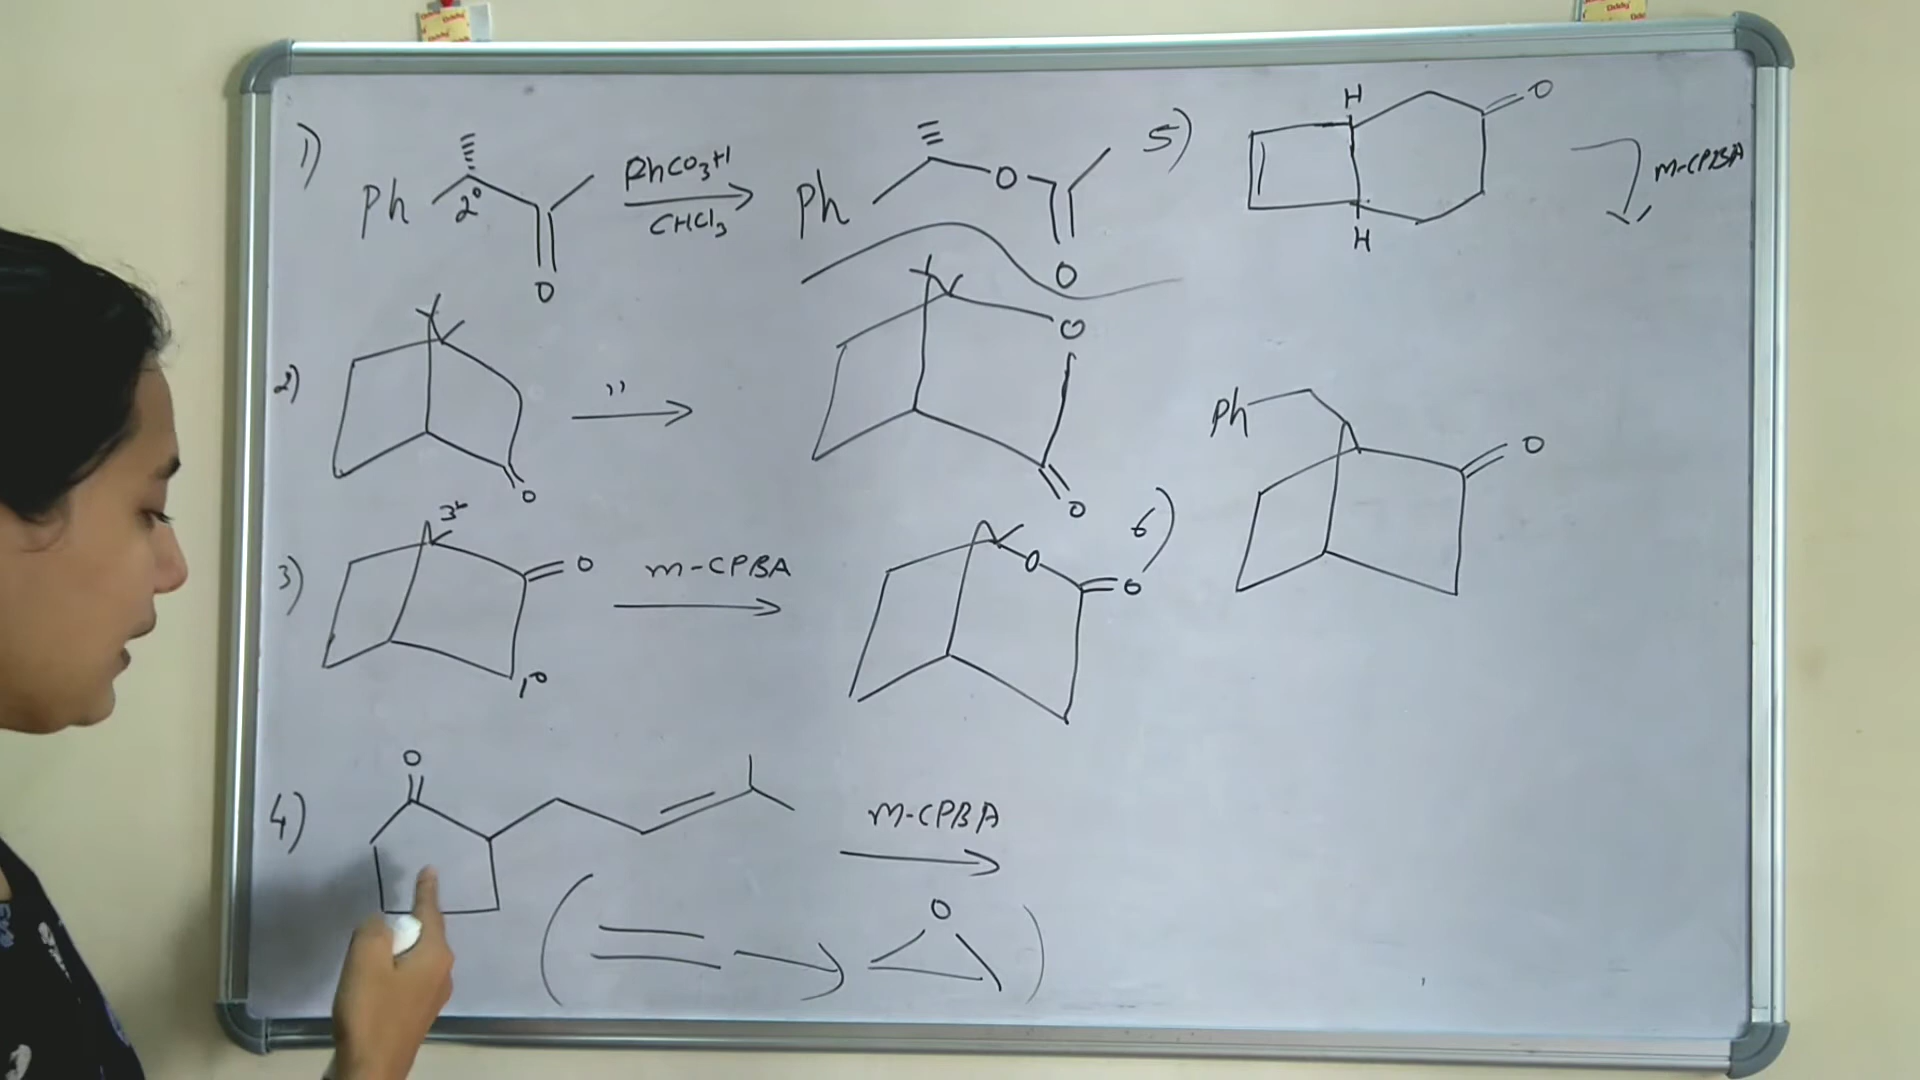 1)
Ph
2°
O
PhCO3H
CHCl3
Ph
O
O
2)
O
"
O
O
3)
3°
O
1°
m-CPBA
O
O
4)
O
m-CPBA
O
5)
H
H
O
m-CPBA
6)
Ph
O